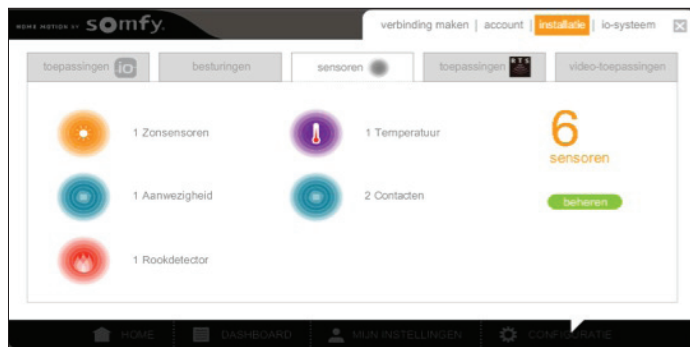 HOME MOTION BY somfy.
verbinding maken | account | installatie | io-systeem
toepassingen io
besturingen
sensoren
toepassingen RTS
video-toepassingen
1 Zonsensoren
1 Temperatuur
6
sensoren
1 Aanwezigheid
2 Contacten
beheren
1 Rookdetector
HOME
DASHBOARD
MIJN INSTELLINGEN
CONFIGURATIE